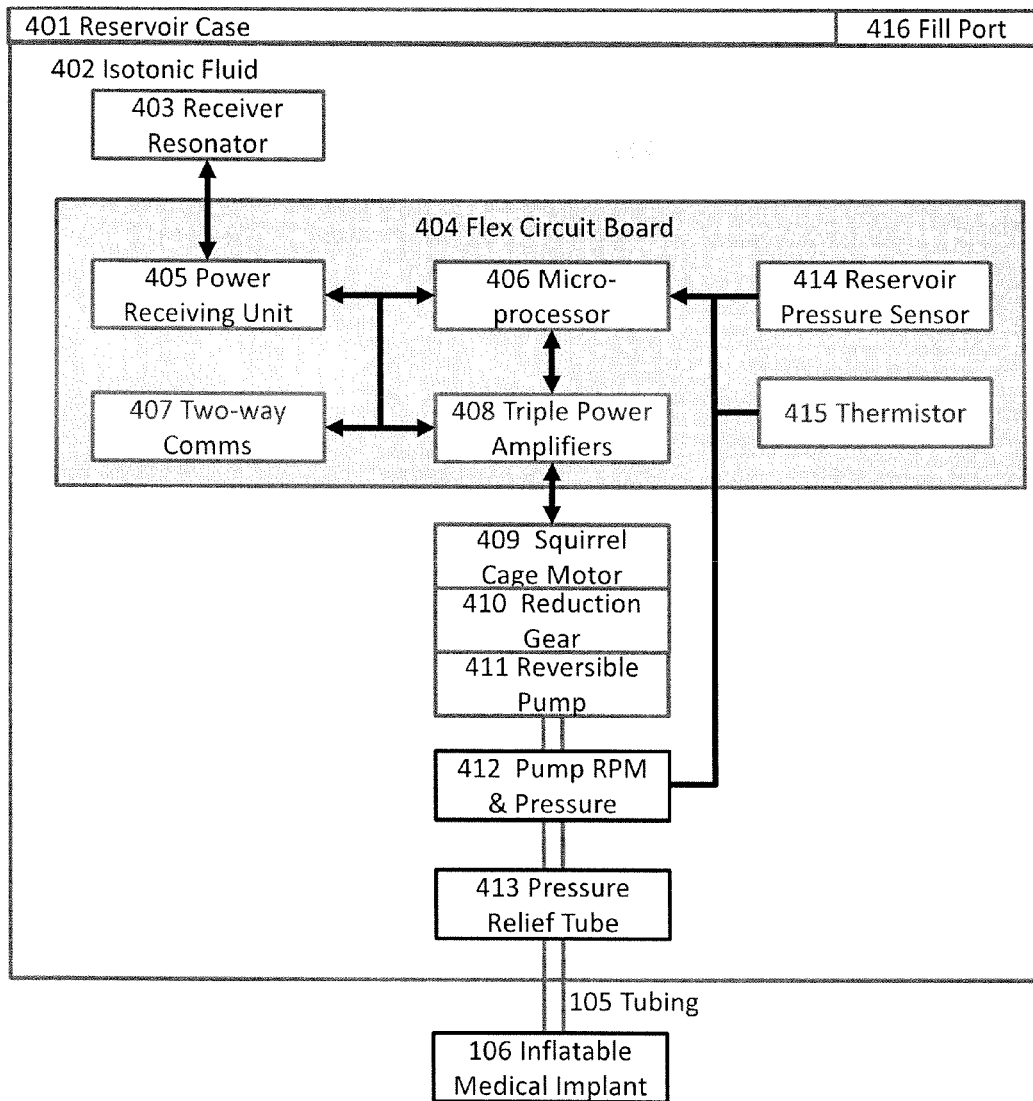 401 Reservoir Case
416 Fill Port
402 Isotonic Fluid
403 Receiver
Resonator
404 Flex Circuit Board
405 Power
Receiving Unit
406 Micro-
processor
414 Reservoir
Pressure Sensor
407 Two-way
Comms
408 Triple Power
Amplifiers
415 Thermistor
409 Squirrel
Cage Motor
410 Reduction
Gear
411 Reversible
Pump
412 Pump RPM
& Pressure
413 Pressure
Relief Tube
105 Tubing
106 Inflatable
Medical Implant